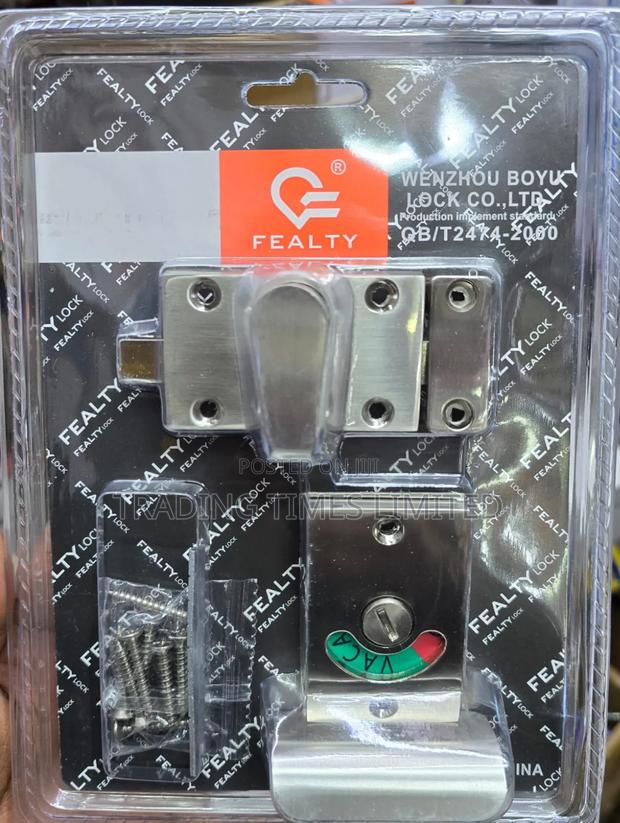 FEALTY LOCK
®
FEALTY
WENZHOU BOYU
LOCK CO.,LTD
Production implement standard:
QB/T2474-2000
POSTED ON JIJI
TRADING TIMES LIMITED
VACA
INA